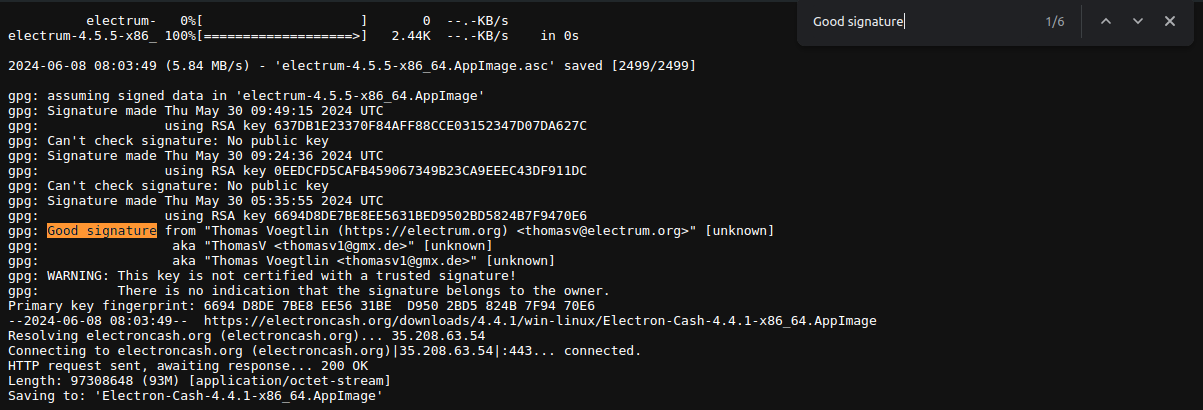 Good signature
1/6
electrum-   0%[                    ]       0  --.-KB/s
electrum-4.5.5-x86_ 100%[===================>]   2.44K  --.-KB/s    in 0s
2024-06-08 08:03:49 (5.84 MB/s) - 'electrum-4.5.5-x86_64.AppImage.asc' saved [2499/2499]
gpg: assuming signed data in 'electrum-4.5.5-x86_64.AppImage'
gpg: Signature made Thu May 30 09:49:15 2024 UTC
gpg:                using RSA key 637DB1E23370F84AFF88CCE03152347D07DA627C
gpg: Can't check signature: No public key
gpg: Signature made Thu May 30 09:24:36 2024 UTC
gpg:                using RSA key 0EEDCFD5CAFB459067349B23CA9EEEC43DF911DC
gpg: Can't check signature: No public key
gpg: Signature made Thu May 30 05:35:55 2024 UTC
gpg:                using RSA key 6694D8DE7BE8EE5631BED9502BD5824B7F9470E6
gpg: Good signature from "Thomas Voegtlin (https://electrum.org) <thomasv@electrum.org>" [unknown]
gpg:                 aka "ThomasV <thomasv1@gmx.de>" [unknown]
gpg:                 aka "Thomas Voegtlin <thomasv1@gmx.de>" [unknown]
gpg: WARNING: This key is not certified with a trusted signature!
gpg:          There is no indication that the signature belongs to the owner.
Primary key fingerprint: 6694 D8DE 7BE8 EE56 31BE  D950 2BD5 824B 7F94 70E6
--2024-06-08 08:03:49--  https://electroncash.org/downloads/4.4.1/win-linux/Electron-Cash-4.4.1-x86_64.AppImage
Resolving electroncash.org (electroncash.org)... 35.208.63.54
Connecting to electroncash.org (electroncash.org)|35.208.63.54|:443... connected.
HTTP request sent, awaiting response... 200 OK
Length: 97308648 (93M) [application/octet-stream]
Saving to: 'Electron-Cash-4.4.1-x86_64.AppImage'